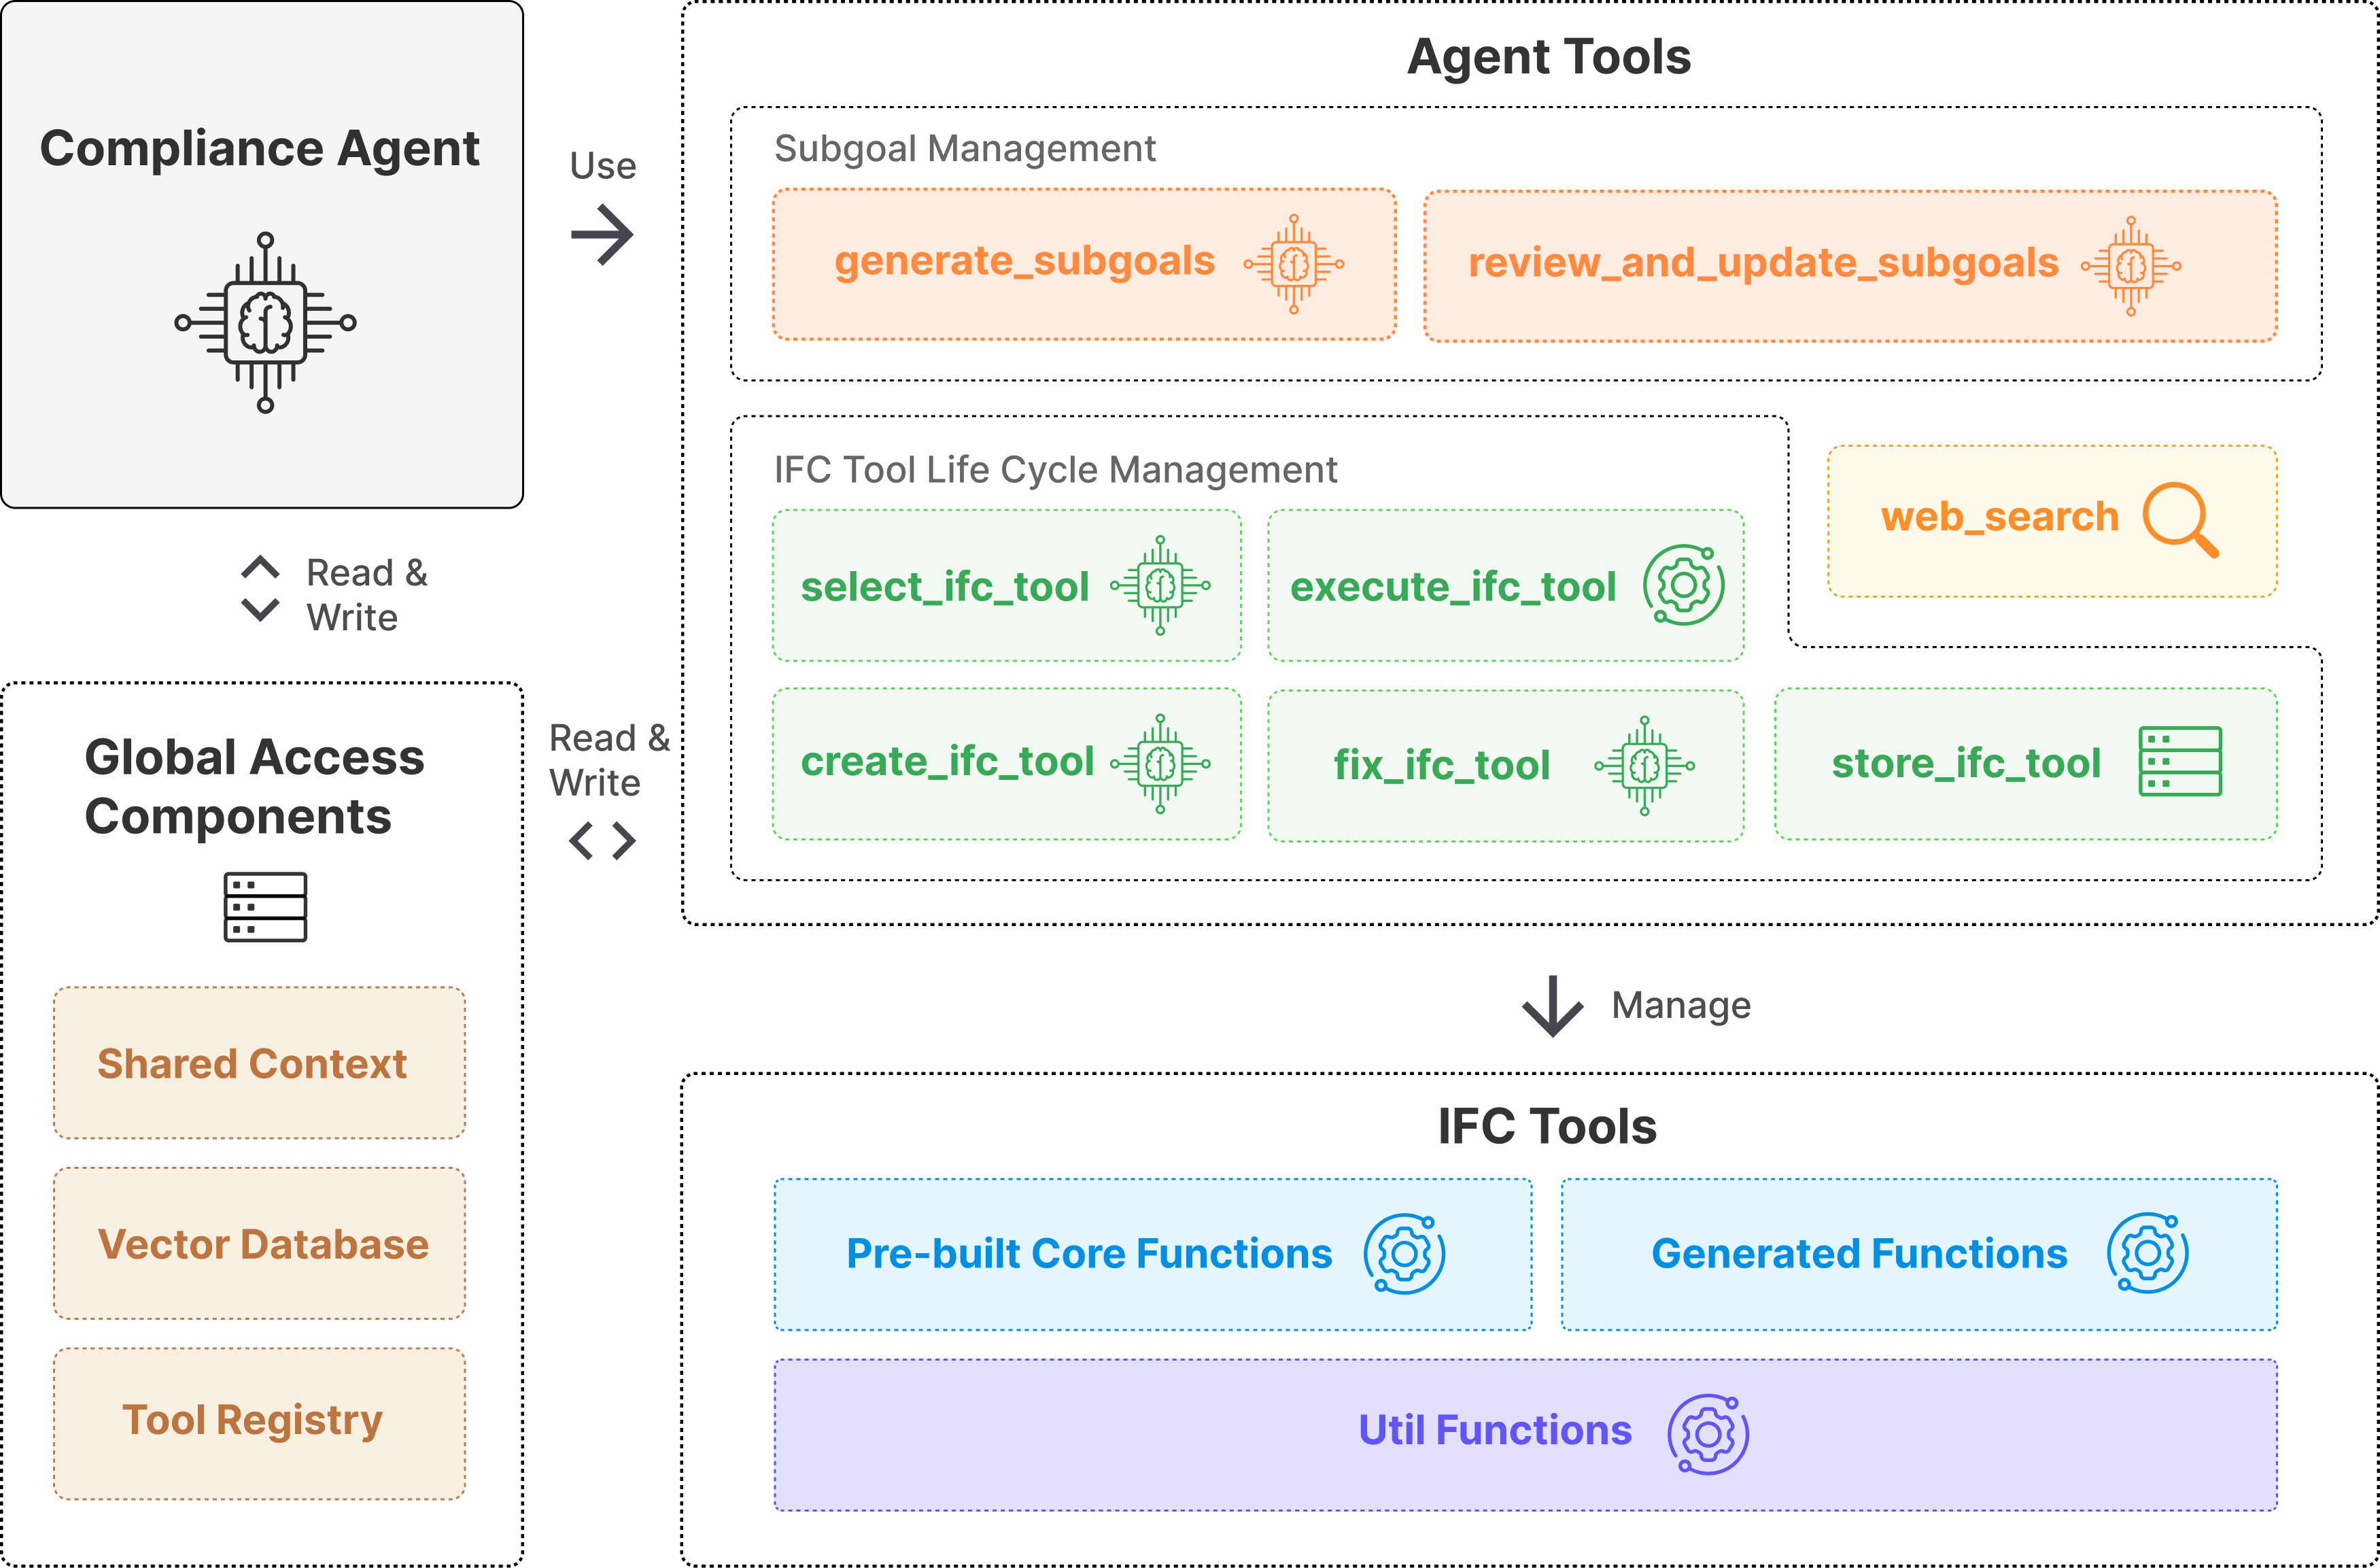 Compliance Agent
Use
Read &
Write
Global Access
Components
Shared Context
Vector Database
Tool Registry
Read &
Write
Agent Tools
Subgoal Management
generate_subgoals
review_and_update_subgoals
IFC Tool Life Cycle Management
select_ifc_tool
execute_ifc_tool
web_search
create_ifc_tool
fix_ifc_tool
store_ifc_tool
Manage
IFC Tools
Pre-built Core Functions
Generated Functions
Util Functions